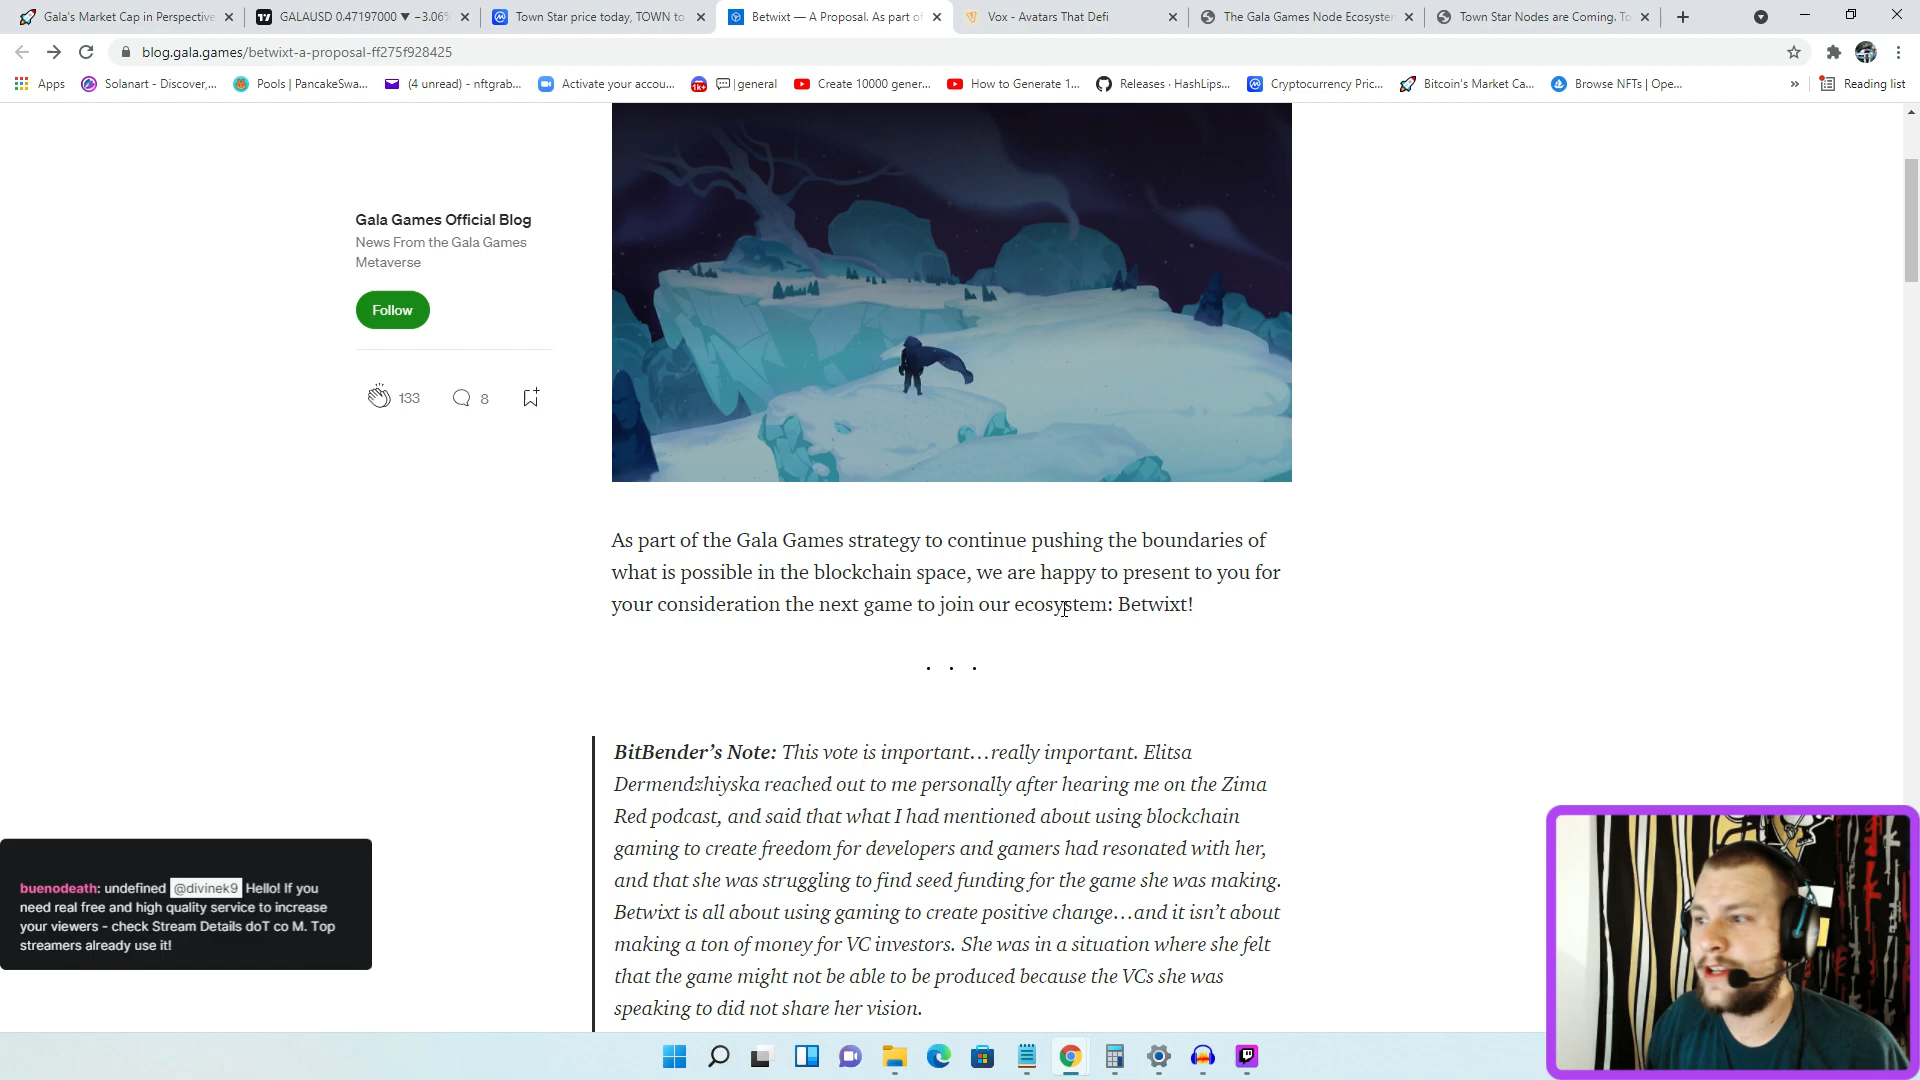 Gala's Market Cap in Perspective
GALAUSD 0.47197000 ▼ −3.06%
Town Star price today, TOWN to
Betwixt — A Proposal. As part of
Vox - Avatars That Defi
The Gala Games Node Ecosyster
Town Star Nodes are Coming. To
blog.gala.games/betwixt-a-proposal-ff275f928425
Apps
Solanart - Discover,...
Pools | PancakeSwa...
(4 unread) - nftgrab...
Activate your accou...
1k+
|general
Create 10000 gener...
How to Generate 1...
Releases · HashLips...
Cryptocurrency Pric...
Bitcoin's Market Ca...
Browse NFTs | Ope...
»
Reading list
Gala Games Official Blog
News From the Gala Games
Metaverse
Follow
133
8
As part of the Gala Games strategy to continue pushing the boundaries of
what is possible in the blockchain space, we are happy to present to you for
your consideration the next game to join our ecosystem: Betwixt!
. . .
BitBender's Note: This vote is important…really important. Elitsa
Dermendzhiyska reached out to me personally after hearing me on the Zima
Red podcast, and said that what I had mentioned about using blockchain
gaming to create freedom for developers and gamers had resonated with her,
and that she was struggling to find seed funding for the game she was making.
Betwixt is all about using gaming to create positive change…and it isn't about
making a ton of money for VC investors. She was in a situation where she felt
that the game might not be able to be produced because the VCs she was
speaking to did not share her vision.
buenodeath: undefined @divinek9 Hello! If you
need real free and high quality service to increase
your viewers - check Stream Details doT co M. Top
streamers already use it!